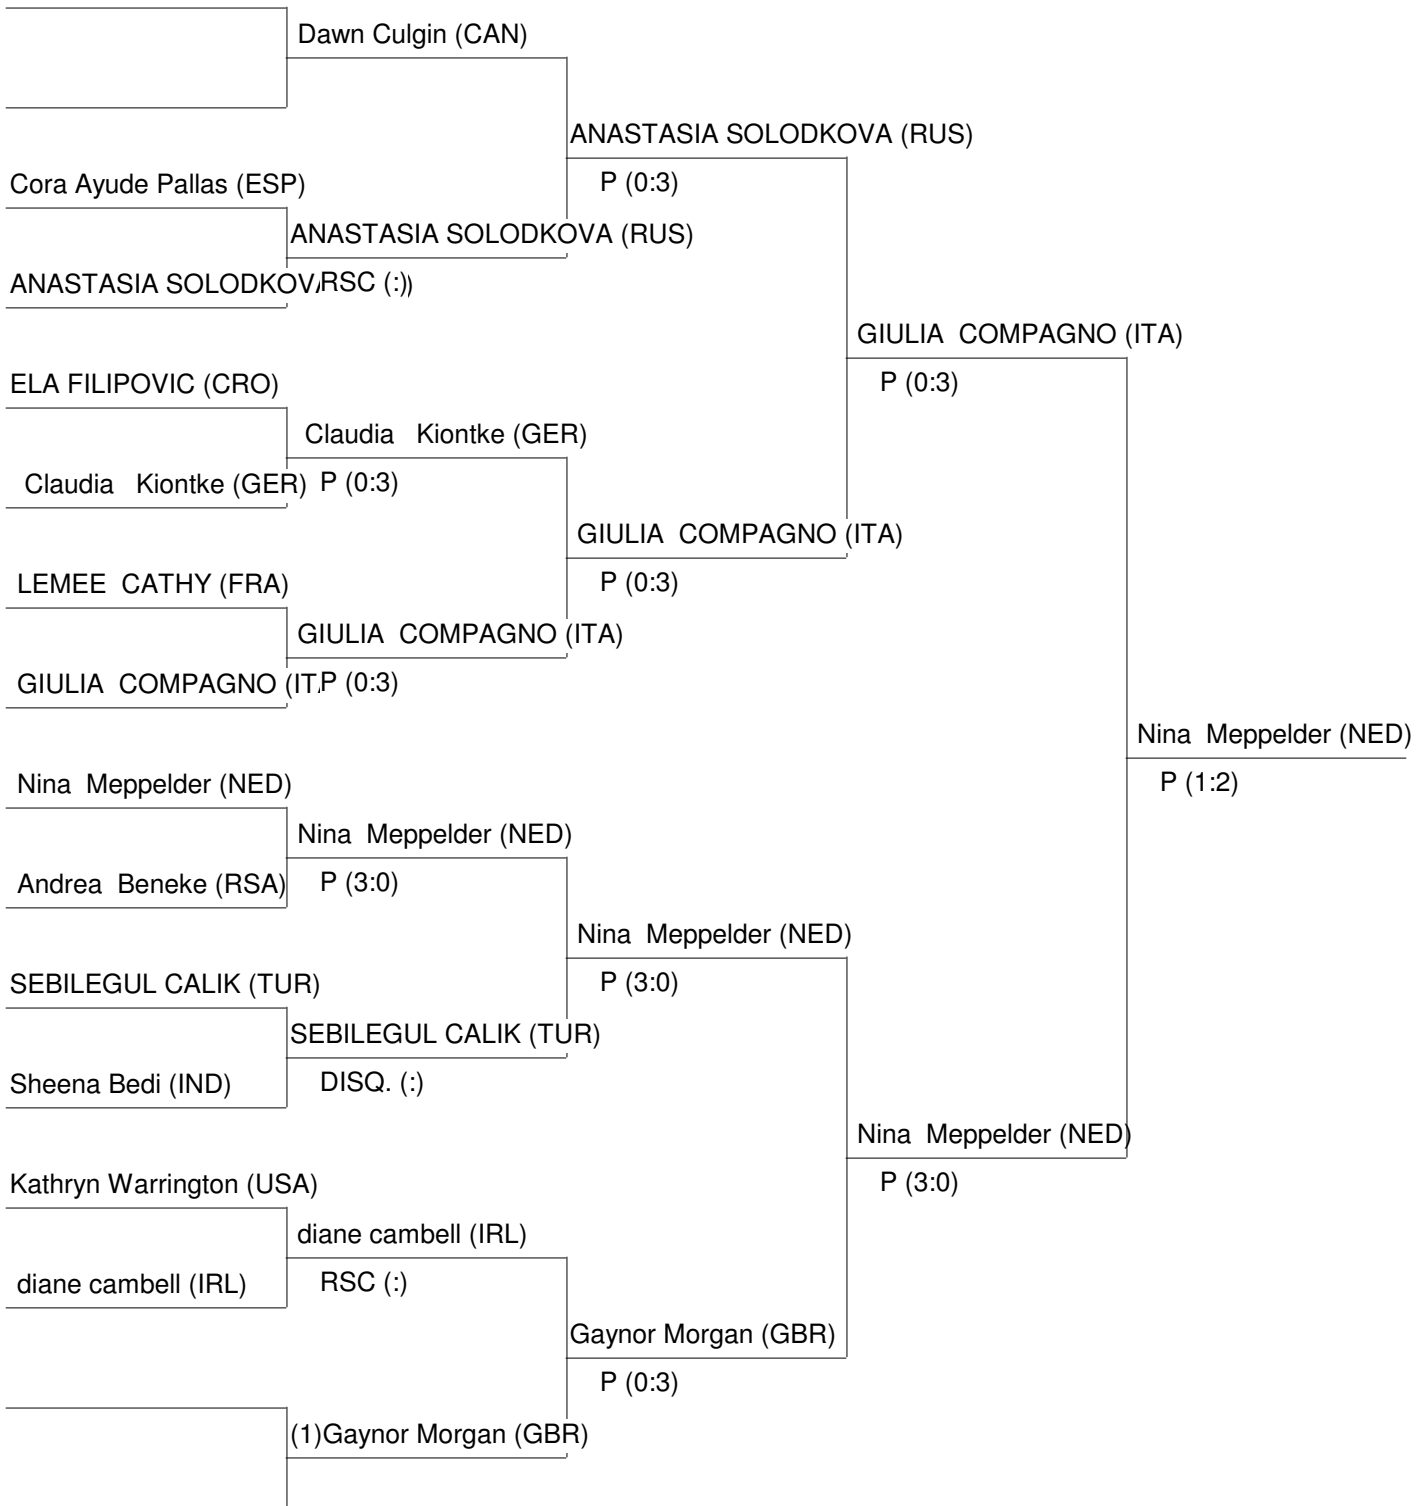 Dawn Culgin (CAN)
ANASTASIA SOLODKOVA (RUS)
P (0:3)
Cora Ayude Pallas (ESP)
ANASTASIA SOLODKOVA (RUS)
ANASTASIA SOLODKOVA RSC (:)
GIULIA COMPAGNO (ITA)
P (0:3)
ELA FILIPOVIC (CRO)
Claudia Kiontke (GER)
Claudia Kiontke (GER) P (0:3)
GIULIA COMPAGNO (ITA)
P (0:3)
LEMEE CATHY (FRA)
GIULIA COMPAGNO (ITA)
GIULIA COMPAGNO (ITA P (0:3)
Nina Meppelder (NED)
P (1:2)
Nina Meppelder (NED)
Nina Meppelder (NED)
Andrea Beneke (RSA) P (3:0)
Nina Meppelder (NED)
P (3:0)
SEBILEGUL CALIK (TUR)
SEBILEGUL CALIK (TUR)
Sheena Bedi (IND) DISQ. (:)
Nina Meppelder (NED)
P (3:0)
Kathryn Warrington (USA)
diane cambell (IRL)
diane cambell (IRL) RSC (:)
Gaynor Morgan (GBR)
P (0:3)
(1)Gaynor Morgan (GBR)